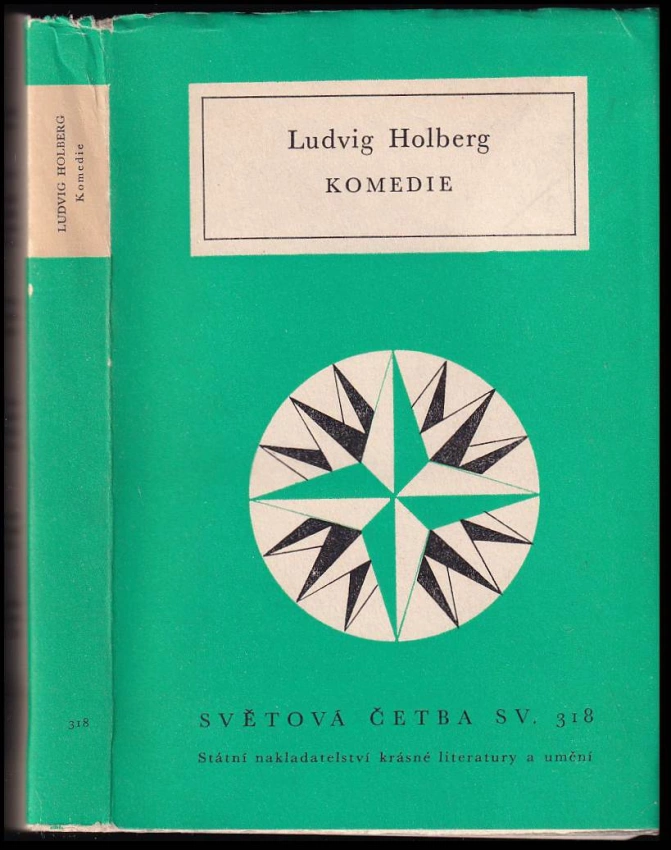 LUDVIG HOLBERG
Komedie
318
Ludvig Holberg
KOMEDIE
SVĚTOVÁ ČETBA SV. 318
Státní nakladatelství krásné literatury a umění